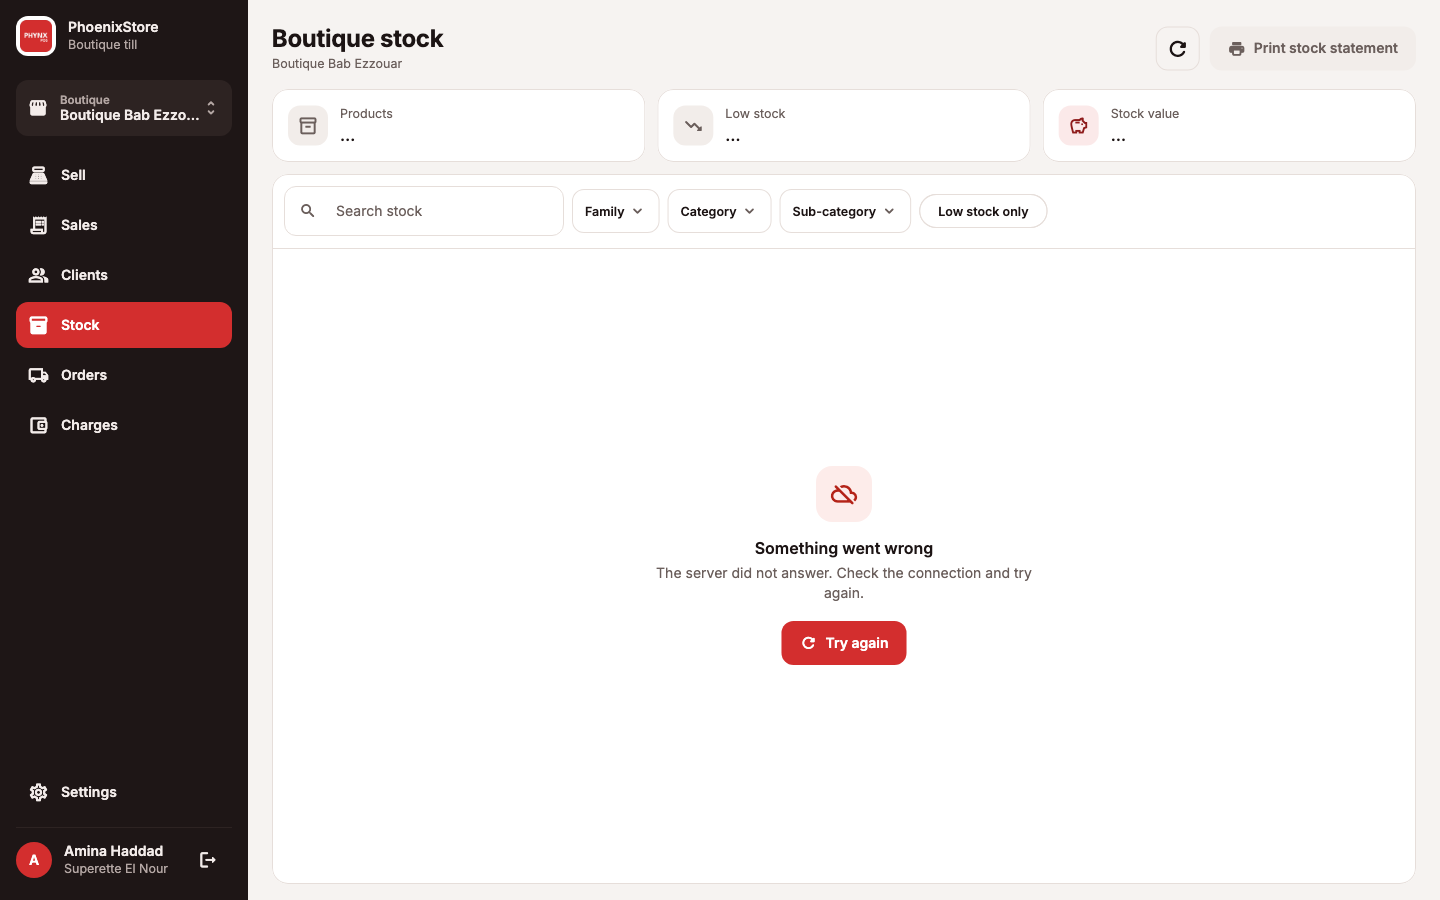 PHYNX
PhoenixStore
Boutique till
Boutique
Boutique Bab Ezzo...
Sell
Sales
Clients
Stock
Orders
Charges
Settings
A
Amina Haddad
Superette El Nour
Boutique stock
Boutique Bab Ezzouar
Print stock statement
Products
...
Low stock
...
Stock value
...
Search stock
Family
Category
Sub-category
Low stock only
Something went wrong
The server did not answer. Check the connection and try
again.
Try again